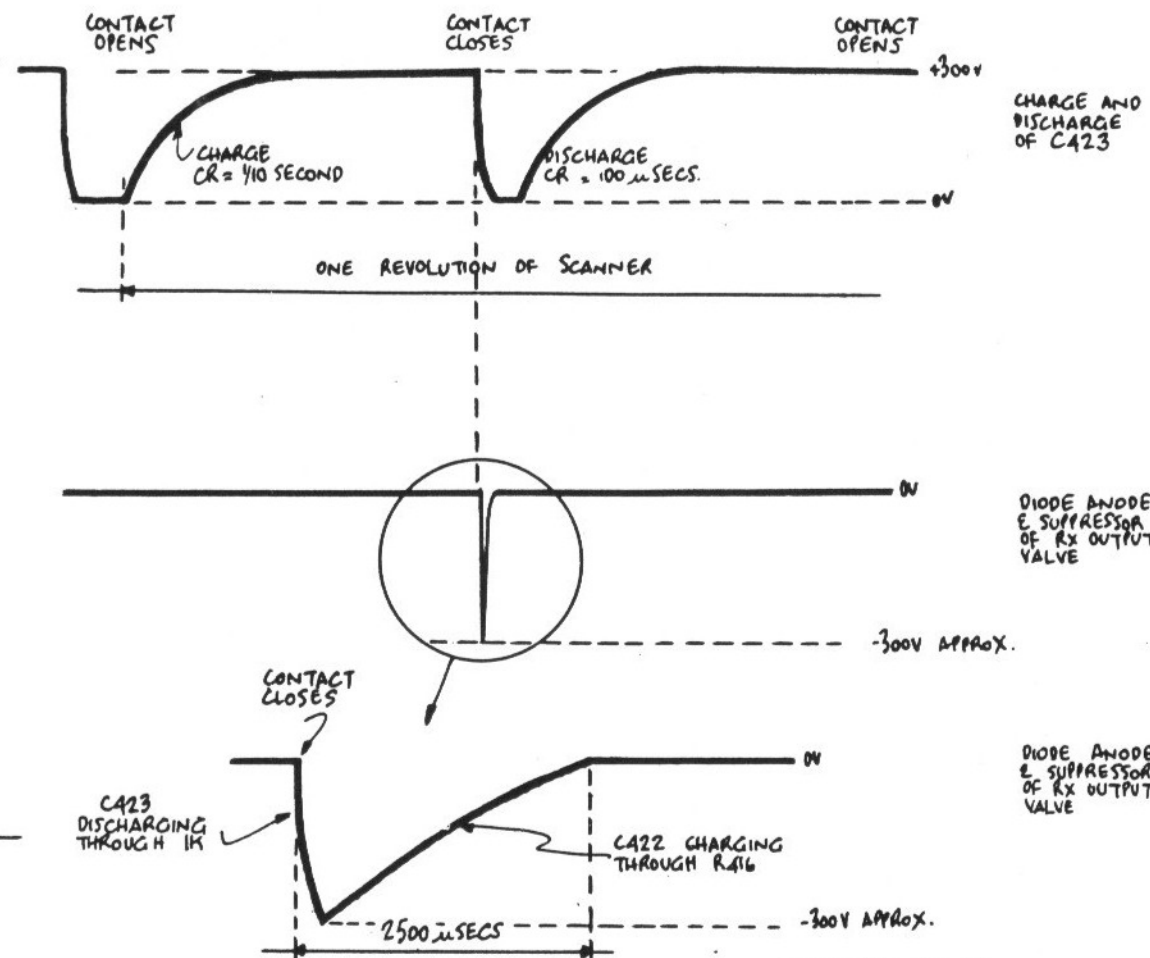 CONTACT
OPENS
CONTACT
CLOSES
CONTACT
OPENS
+300V
CHARGE AND
DISCHARGE
OF C423
CHARGE
CR = 1/10 SECOND
DISCHARGE
CR = 100 µSECS.
0V
ONE REVOLUTION OF SCANNER
0V
DIODE ANODE
& SUPPRESSOR
OF RX OUTPUT
VALVE
-300V APPROX.
CONTACT
CLOSES
0V
DIODE ANODE
& SUPPRESSOR
OF RX OUTPUT
VALVE
C423
DISCHARGING
THROUGH 1K
C422 CHARGING
THROUGH R416
-300V APPROX.
2500 µSECS